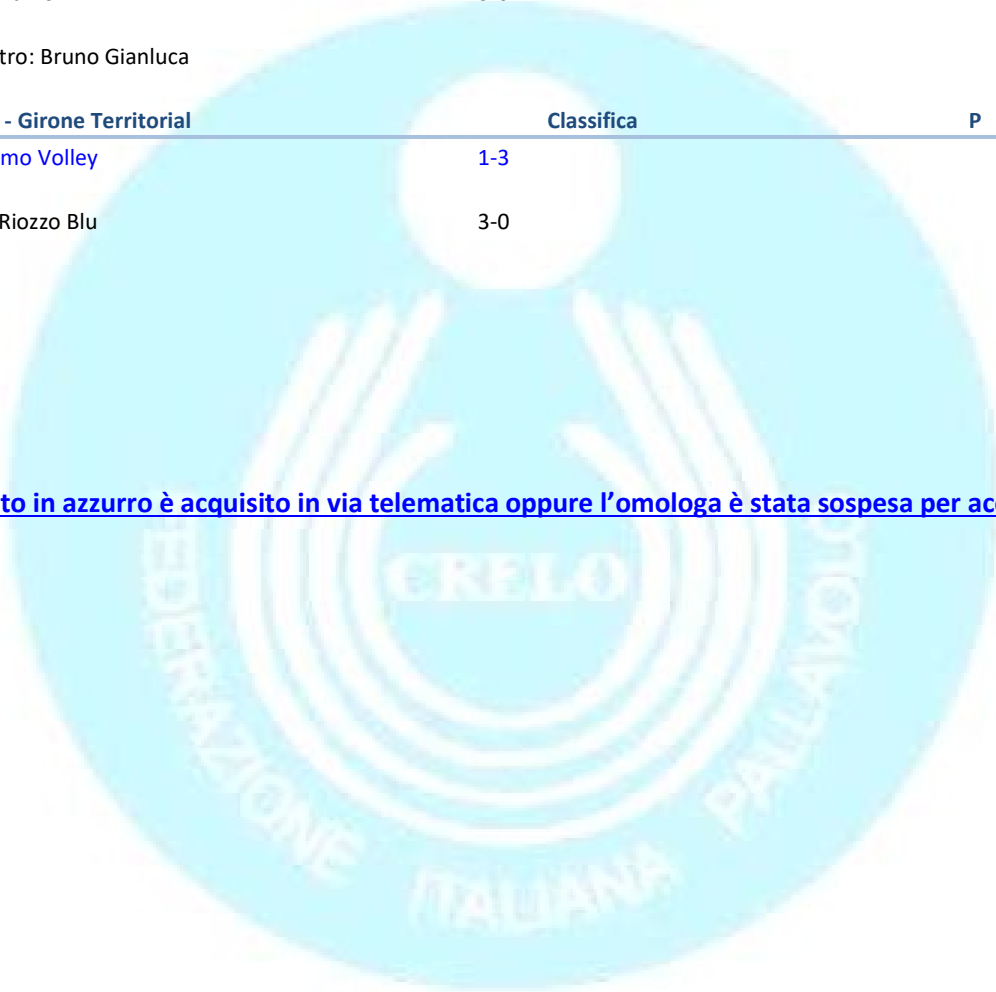 tro: Bruno Gianluca
- Girone Territorial Classifica P
mo Volley 1-3
Riozzo Blu 3-0
to in azzurro è acquisito in via telematica oppure l’omologa è stata sospesa per acc
CRELO
FEDERAZIONE ITALIANA PALLAVOLO